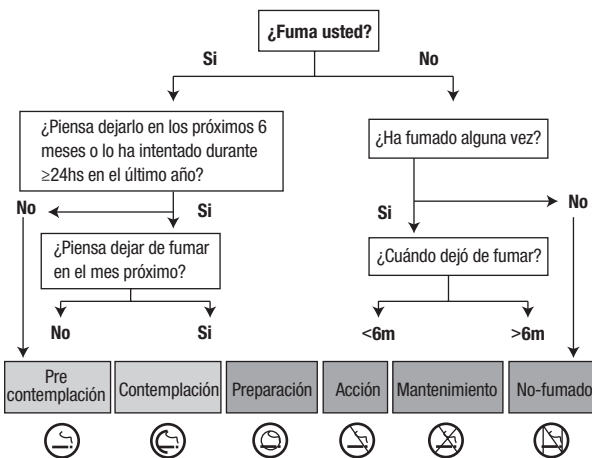 ¿Fuma usted?
Si
No
¿Piensa dejarlo en los próximos 6
meses o lo ha intentado durante
≥24hs en el último año?
¿Ha fumado alguna vez?
No
Si
Si
No
¿Piensa dejar de fumar
en el mes próximo?
¿Cuándo dejó de fumar?
No
Si
<6m
>6m
Pre
contemplación
Contemplación
Preparación
Acción
Mantenimiento
No-fumado